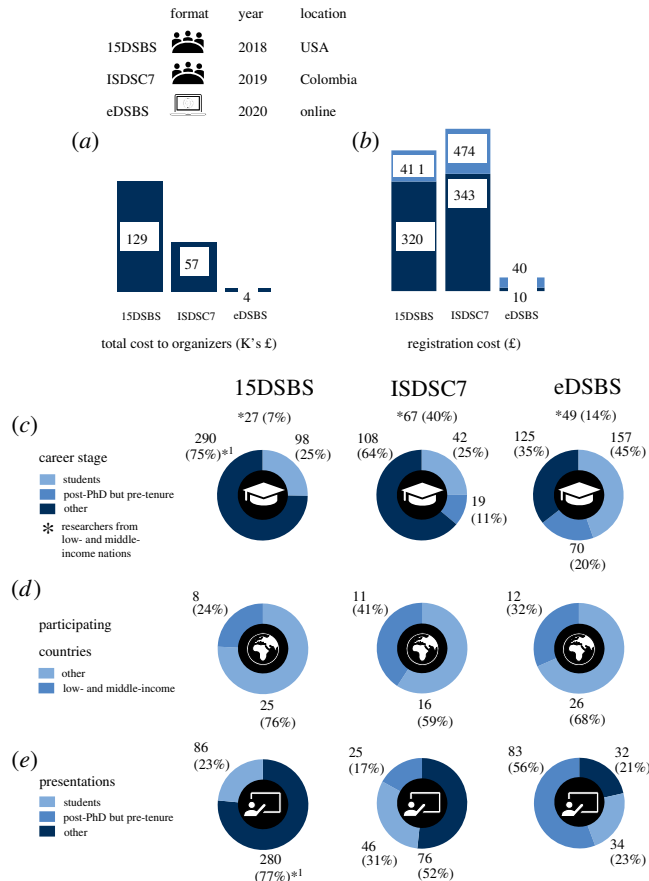 format year location
15DSBS 2018 USA
ISDSC7 2019 Colombia
eDSBS 2020 online
(a) (b)
129
57
4
15DSBS ISDSC7 eDSBS
total cost to organizers (K's £)
41 1
320
474
343
40
10
15DSBS ISDSC7 eDSBS
registration cost (£)
15DSBS ISDSC7 eDSBS
*27 (7%) *67 (40%) *49 (14%)
(c)
career stage
students
post-PhD but pre-tenure
other
* researchers from
low- and middle-
income nations
290
(75%)*1
98
(25%)
108
(64%)
42
(25%)
19
(11%)
125
(35%)
157
(45%)
70
(20%)
(d)
participating
countries
other
low- and middle-income
8
(24%)
25
(76%)
11
(41%)
16
(59%)
12
(32%)
26
(68%)
(e)
presentations
students
post-PhD but pre-tenure
other
86
(23%)
280
(77%)*1
25
(17%)
46
(31%)
76
(52%)
83
(56%)
32
(21%)
34
(23%)